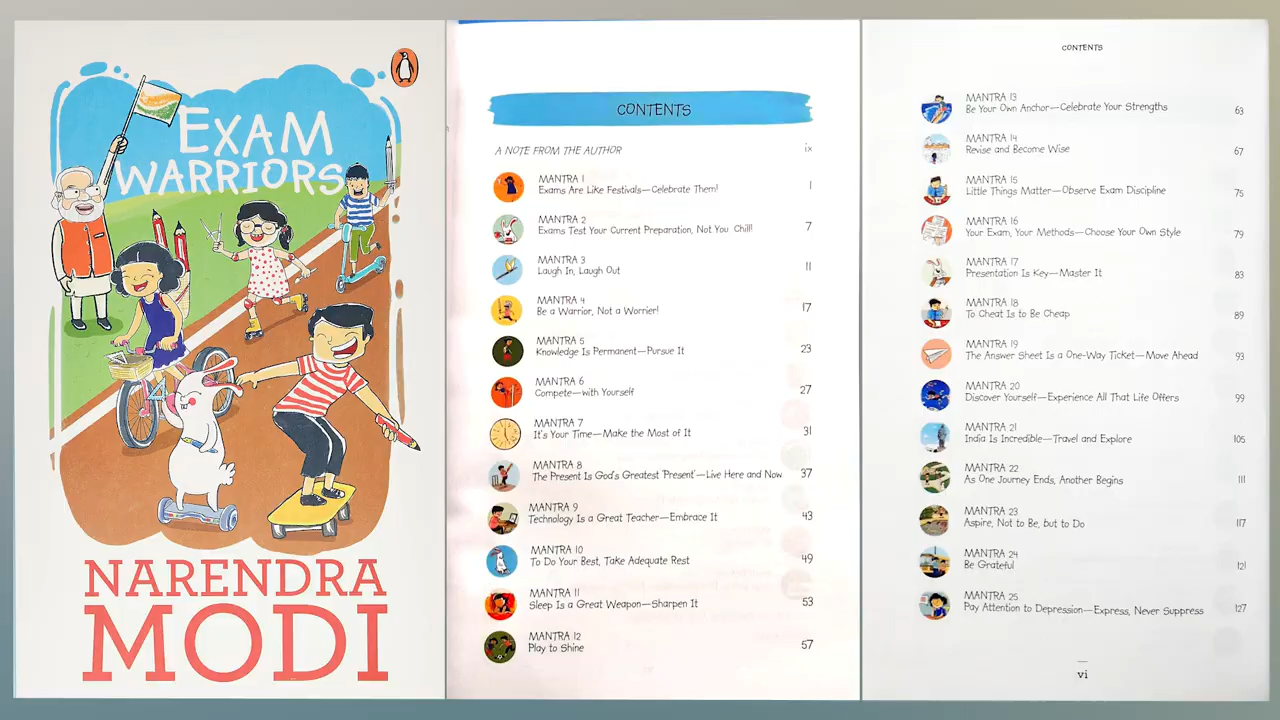 EXAM
WARRIORS
NARENDRA
MODI
CONTENTS
A NOTE FROM THE AUTHOR ix
MANTRA 1
Exams Are Like Festivals—Celebrate Them! 1
MANTRA 2
Exams Test Your Current Preparation, Not You. Chill! 7
MANTRA 3
Laugh In, Laugh Out 11
MANTRA 4
Be a Warrior, Not a Worrier! 17
MANTRA 5
Knowledge Is Permanent—Pursue It 23
MANTRA 6
Compete—with Yourself 27
MANTRA 7
It's Your Time—Make the Most of It 31
MANTRA 8
The Present Is God's Greatest 'Present'—Live Here and Now 37
MANTRA 9
Technology Is a Great Teacher—Embrace It 43
MANTRA 10
To Do Your Best, Take Adequate Rest 49
MANTRA 11
Sleep Is a Great Weapon—Sharpen It 53
MANTRA 12
Play to Shine 57
CONTENTS
MANTRA 13
Be Your Own Anchor—Celebrate Your Strengths 63
MANTRA 14
Revise and Become Wise 67
MANTRA 15
Little Things Matter—Observe Exam Discipline 75
MANTRA 16
Your Exam, Your Methods—Choose Your Own Style 79
MANTRA 17
Presentation Is Key—Master It 83
MANTRA 18
To Cheat Is to Be Cheap 89
MANTRA 19
The Answer Sheet Is a One-Way Ticket—Move Ahead 93
MANTRA 20
Discover Yourself—Experience All That Life Offers 99
MANTRA 21
India Is Incredible—Travel and Explore 105
MANTRA 22
As One Journey Ends, Another Begins 111
MANTRA 23
Aspire, Not to Be, but to Do 117
MANTRA 24
Be Grateful 121
MANTRA 25
Pay Attention to Depression—Express, Never Suppress 127
vi